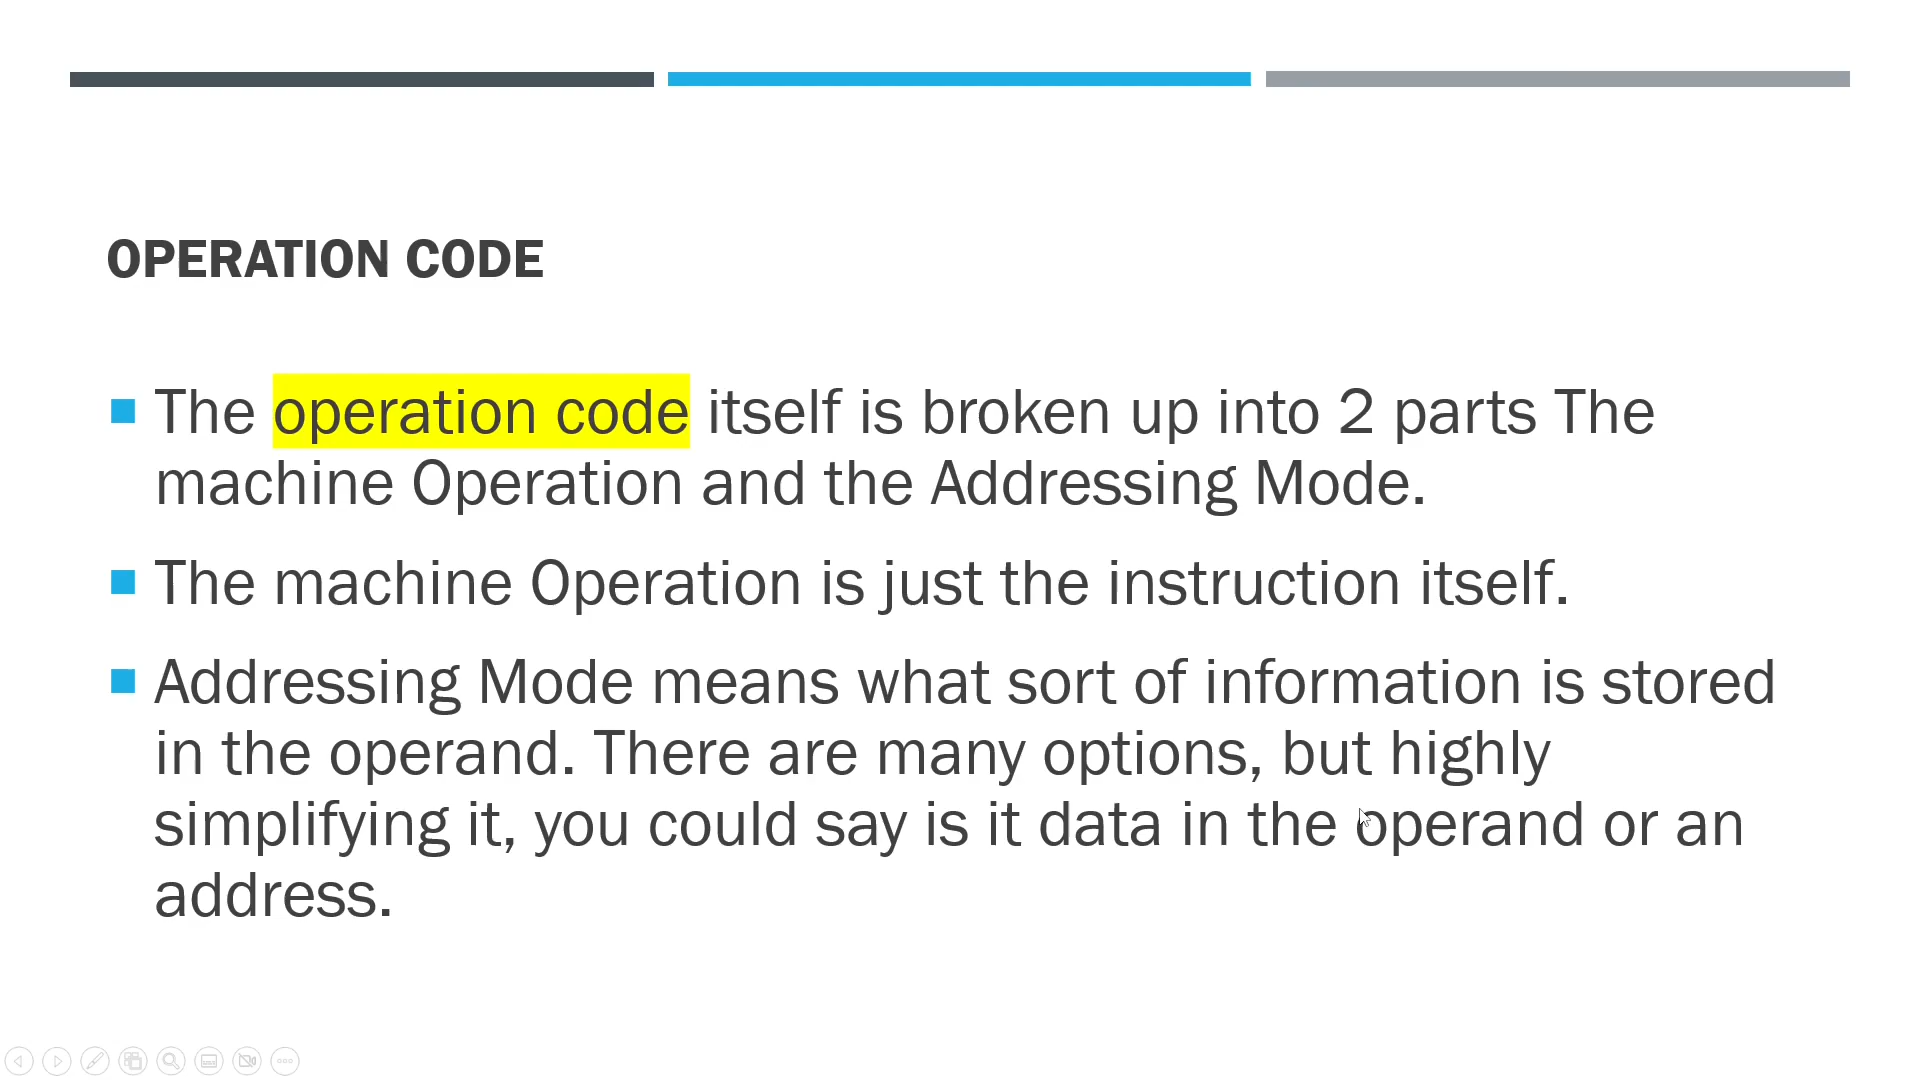 OPERATION CODE
The operation code itself is broken up into 2 parts The
machine Operation and the Addressing Mode.
The machine Operation is just the instruction itself.
Addressing Mode means what sort of information is stored
in the operand. There are many options, but highly
simplifying it, you could say is it data in the operand or an
address.